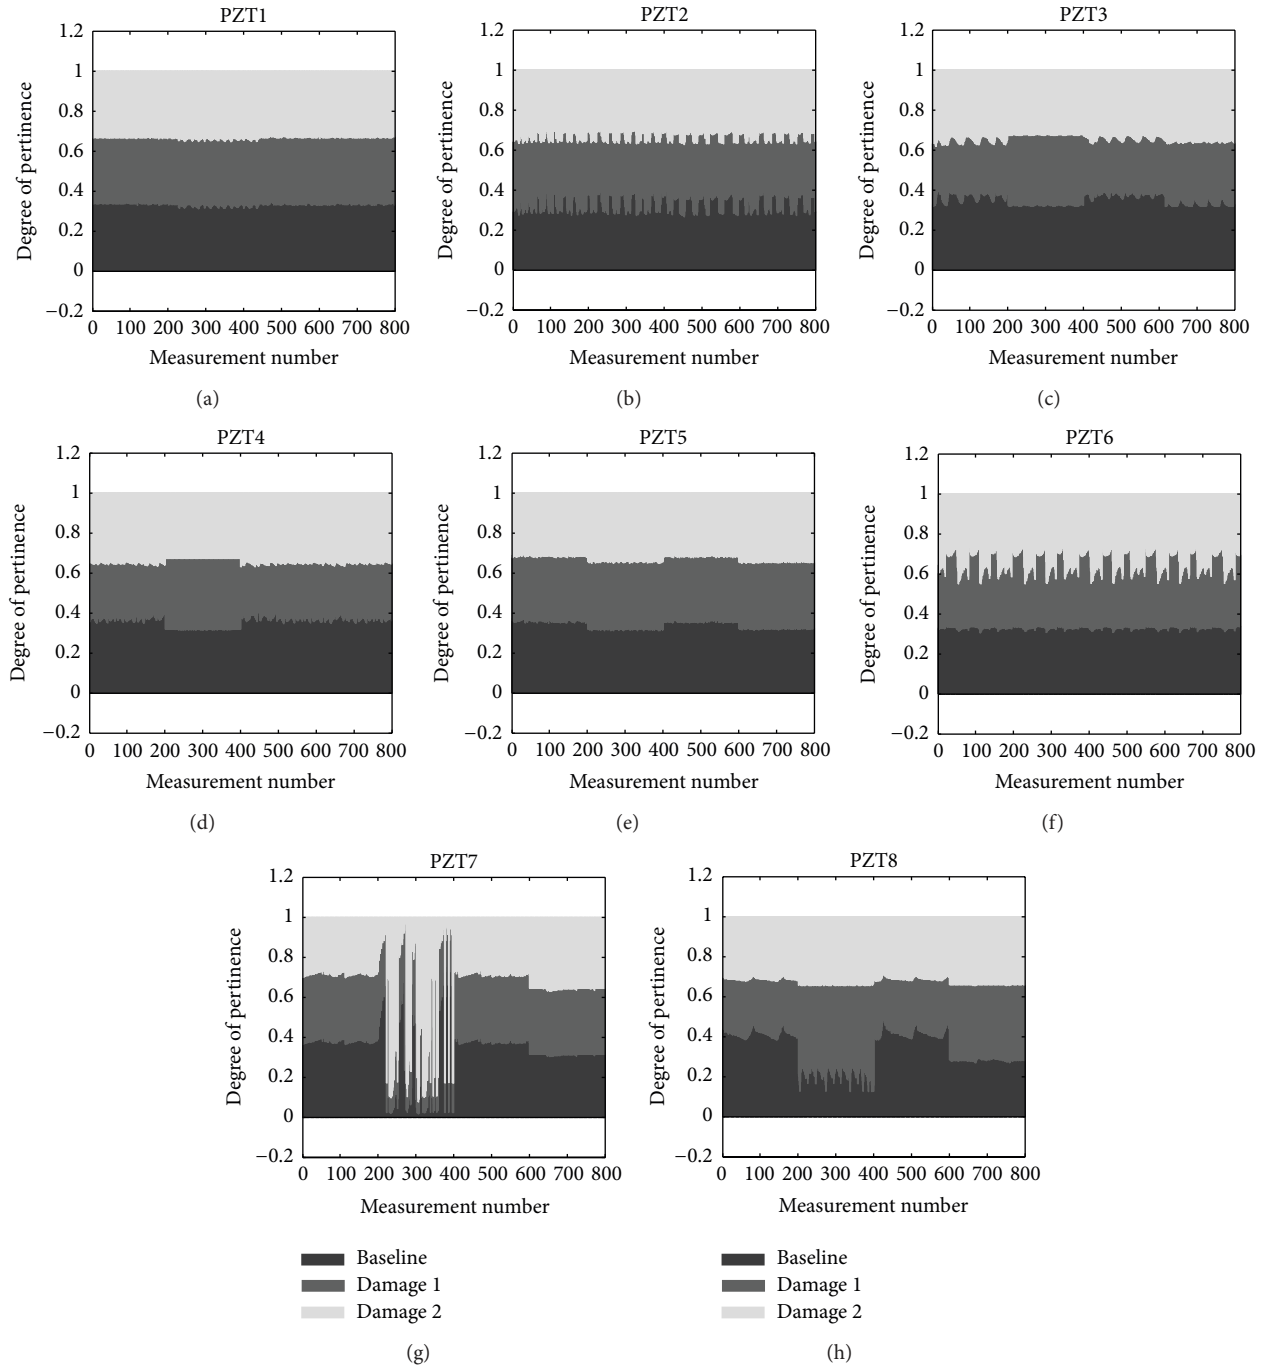 PZT1
PZT2
PZT3
1.2
1
0.8
0.6
0.4
0.2
0
−0.2
Degree of pertinence
0 100 200 300 400 500 600 700 800
Measurement number
(a)
1.2
1
0.8
0.6
0.4
0.2
0
−0.2
Degree of pertinence
0 100 200 300 400 500 600 700 800
Measurement number
(b)
1.2
1
0.8
0.6
0.4
0.2
0
−0.2
Degree of pertinence
0 100 200 300 400 500 600 700 800
Measurement number
(c)
PZT4
1.2
1
0.8
0.6
0.4
0.2
0
−0.2
Degree of pertinence
0 100 200 300 400 500 600 700 800
Measurement number
(d)
PZT5
1.2
1
0.8
0.6
0.4
0.2
0
−0.2
Degree of pertinence
0 100 200 300 400 500 600 700 800
Measurement number
(e)
PZT6
1.2
1
0.8
0.6
0.4
0.2
0
−0.2
Degree of pertinence
0 100 200 300 400 500 600 700 800
Measurement number
(f)
PZT7
1.2
1
0.8
0.6
0.4
0.2
0
−0.2
Degree of pertinence
0 100 200 300 400 500 600 700 800
Measurement number
Baseline
Damage 1
Damage 2
(g)
PZT8
1.2
1
0.8
0.6
0.4
0.2
0
−0.2
Degree of pertinence
0 100 200 300 400 500 600 700 800
Measurement number
Baseline
Damage 1
Damage 2
(h)